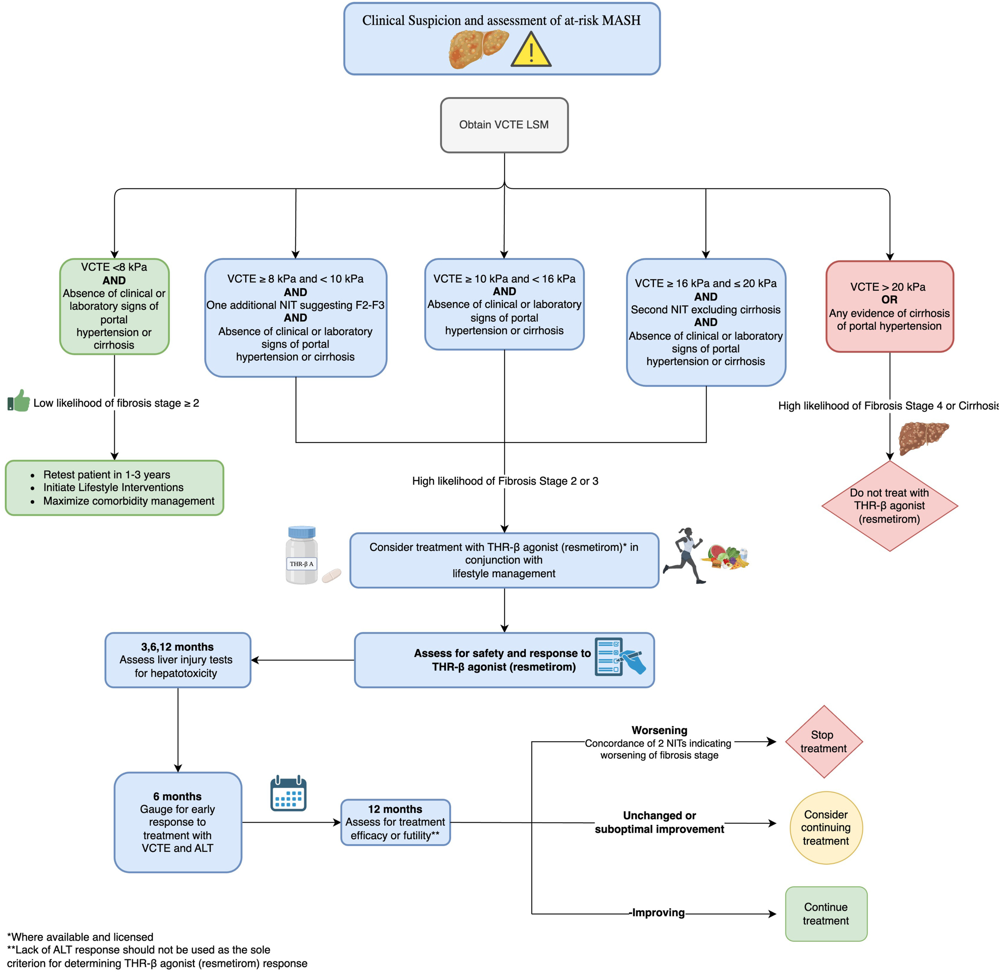 Clinical Suspicion and assessment of at-risk MASH
Obtain VCTE LSM
VCTE <8 kPa
AND
Absence of clinical or
laboratory signs of
portal
hypertension or
cirrhosis
VCTE ≥ 8 kPa and < 10 kPa
AND
One additional NIT suggesting F2-F3
AND
Absence of clinical or laboratory
signs of portal
hypertension or cirrhosis
VCTE ≥ 10 kPa and < 16 kPa
AND
Absence of clinical or laboratory
signs of portal
hypertension or cirrhosis
VCTE ≥ 16 kPa and ≤ 20 kPa
AND
Second NIT excluding cirrhosis
AND
Absence of clinical or laboratory
signs of portal
hypertension or cirrhosis
VCTE > 20 kPa
OR
Any evidence of cirrhosis
of portal hypertension
Low likelihood of fibrosis stage ≥ 2
High likelihood of Fibrosis Stage 4 or Cirrhosis
Retest patient in 1-3 years
Initiate Lifestyle Interventions
Maximize comorbidity management
High likelihood of Fibrosis Stage 2 or 3
Do not treat with
THR-β agonist
(resmetirom)
THR-β A
Consider treatment with THR-β agonist (resmetirom)* in
conjunction with
lifestyle management
Assess for safety and response to
THR-β agonist (resmetirom)
3,6,12 months
Assess liver injury tests
for hepatotoxicity
6 months
Gauge for early
response to
treatment with
VCTE and ALT
12 months
Assess for treatment
efficacy or futility**
Worsening
Concordance of 2 NITs indicating
worsening of fibrosis stage
Stop
treatment
Unchanged or
suboptimal improvement
Consider
continuing
treatment
-Improving
Continue
treatment
*Where available and licensed
**Lack of ALT response should not be used as the sole
criterion for determining THR-β agonist (resmetirom) response